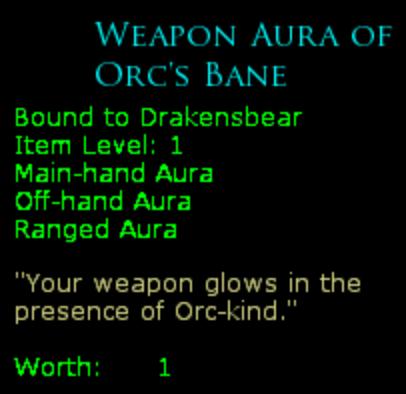 Weapon Aura of
Orc's Bane
Bound to Drakensbear
Item Level: 1
Main-hand Aura
Off-hand Aura
Ranged Aura
"Your weapon glows in the
presence of Orc-kind."
Worth: 1